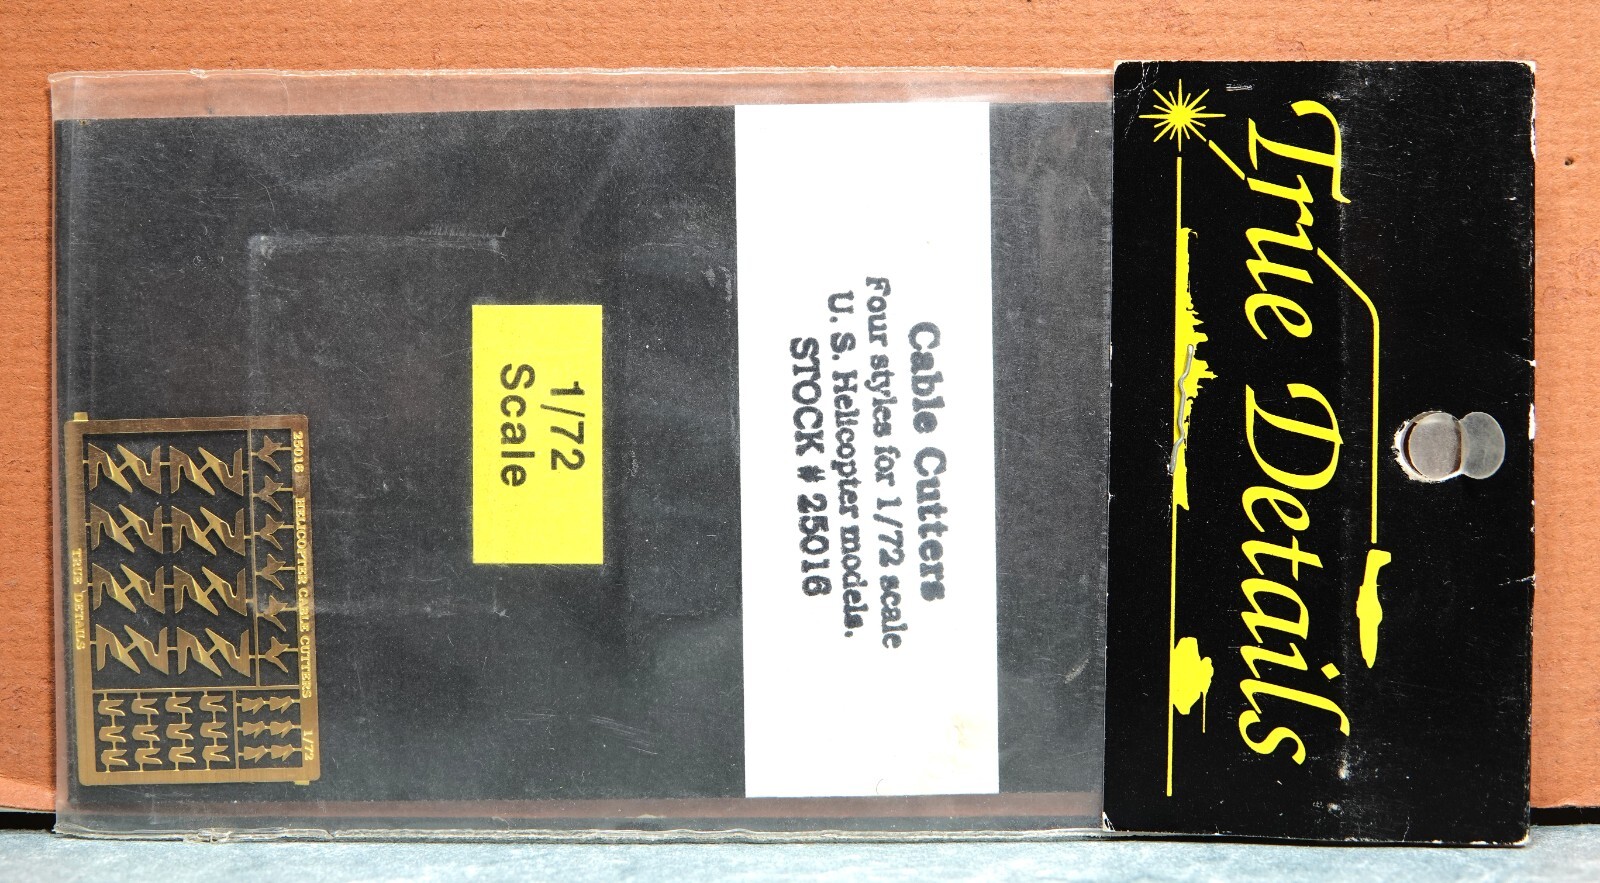 True Details
Cable Cutters
Four styles for 1/72 scale
U. S. Helicopter models.
STOCK # 25016
1/72
Scale
25016 HELICOPTER CABLE CUTTERS 1/72
TRUE DETAILS